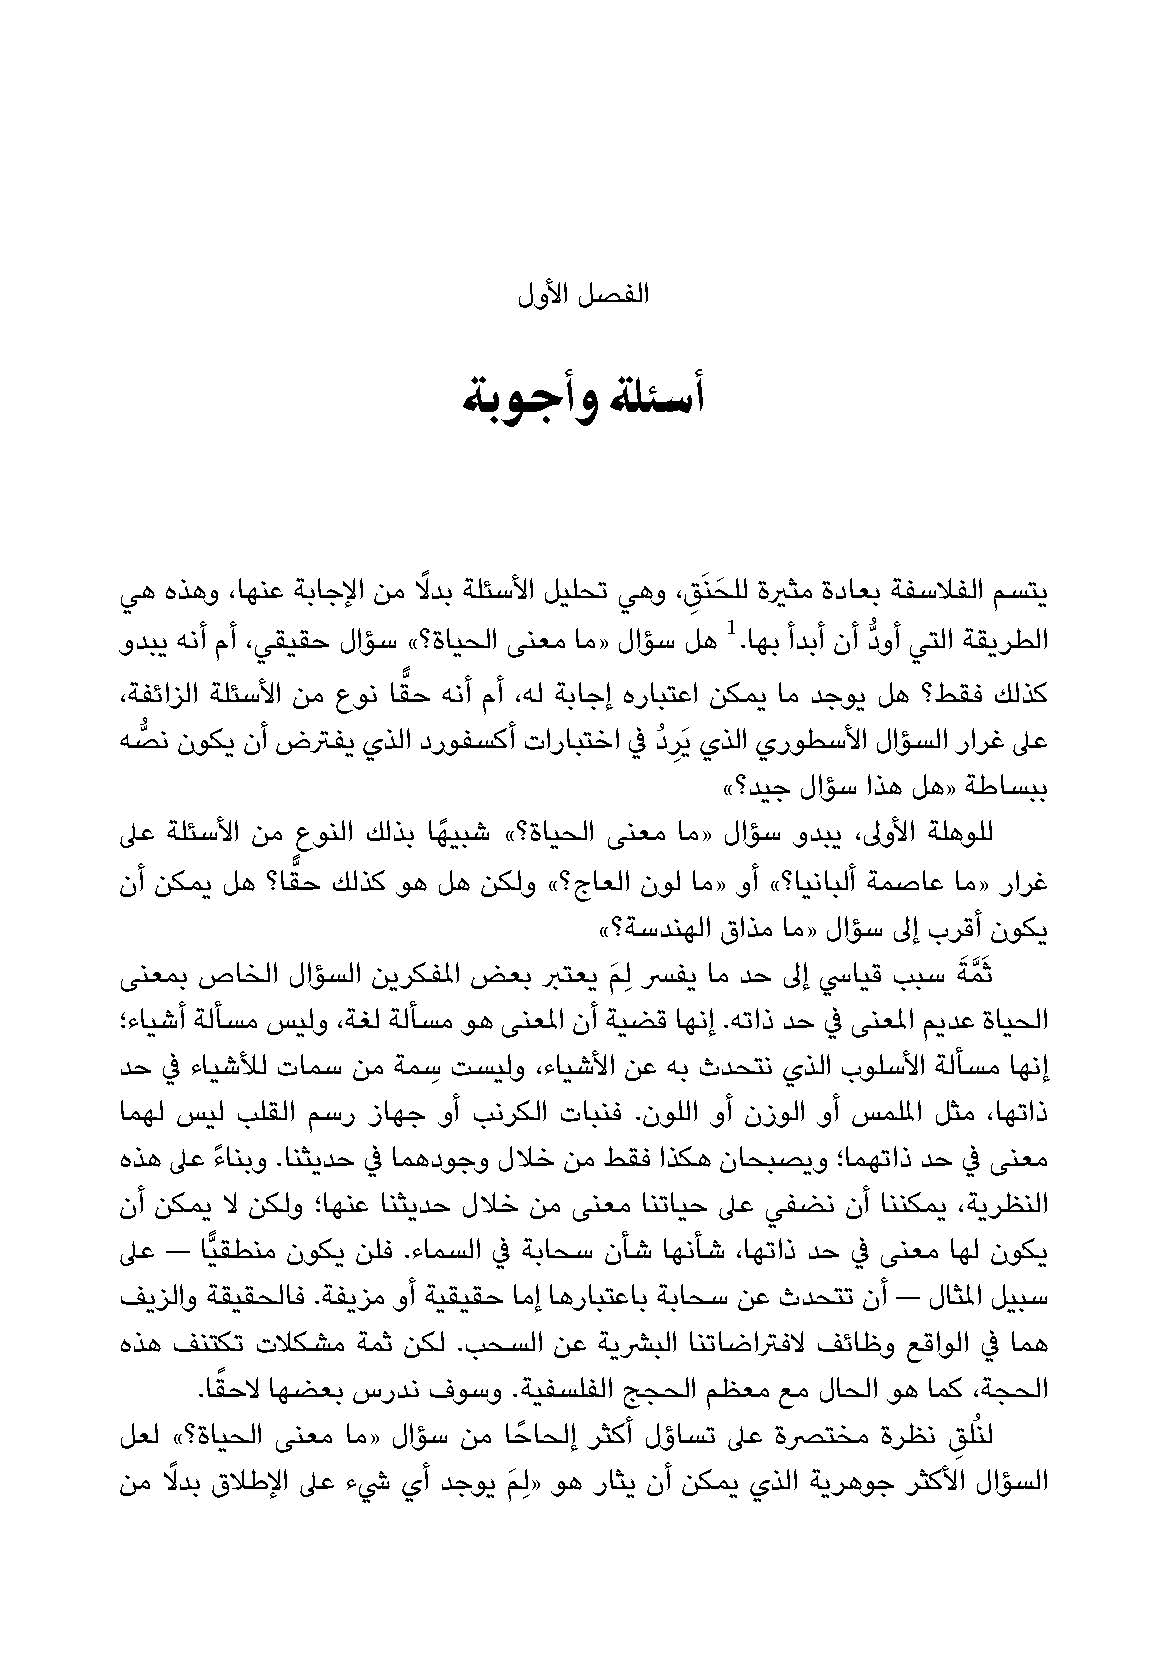 الفصل الأول
أسئلة وأجوبة
يتسم الفلاسفة بعادة مثيرة للحَنَقِ، وهي تحليل الأسئلة بدلًا من الإجابة عنها، وهذه هي
الطريقة التي أودُّ أن أبدأ بها.1 هل سؤال «ما معنى الحياة؟» سؤال حقيقي، أم أنه يبدو
كذلك فقط؟ هل يوجد ما يمكن اعتباره إجابة له، أم أنه حقًّا نوع من الأسئلة الزائفة،
على غرار السؤال الأسطوري الذي يَرِدُ في اختبارات أكسفورد الذي يفترض أن يكون نصُّه
ببساطة «هل هذا سؤال جيد؟»
للوهلة الأولى، يبدو سؤال «ما معنى الحياة؟» شبيهًا بذلك النوع من الأسئلة على
غرار «ما عاصمة ألبانيا؟» أو «ما لون العاج؟» ولكن هل هو كذلك حقًّا؟ هل يمكن أن
يكون أقرب إلى سؤال «ما مذاق الهندسة؟»
ثَمَّةَ سبب قياسي إلى حد ما يفسر لِمَ يعتبر بعض المفكرين السؤال الخاص بمعنى
الحياة عديم المعنى في حد ذاته. إنها قضية أن المعنى هو مسألة لغة، وليس مسألة أشياء؛
إنها مسألة الأسلوب الذي نتحدث به عن الأشياء، وليست سِمة من سمات للأشياء في حد
ذاتها، مثل الملمس أو الوزن أو اللون. فنبات الكرنب أو جهاز رسم القلب ليس لهما
معنى في حد ذاتهما؛ ويصبحان هكذا فقط من خلال وجودهما في حديثنا. وبناءً على هذه
النظرية، يمكننا أن نضفي على حياتنا معنى من خلال حديثنا عنها؛ ولكن لا يمكن أن
يكون لها معنى في حد ذاتها، شأنها شأن سحابة في السماء. فلن يكون منطقيًّا — على
سبيل المثال — أن تتحدث عن سحابة باعتبارها إما حقيقية أو مزيفة. فالحقيقة والزيف
هما في الواقع وظائف لافتراضاتنا البشرية عن السحب. لكن ثمة مشكلات تكتنف هذه
الحجة، كما هو الحال مع معظم الحجج الفلسفية. وسوف ندرس بعضها لاحقًا.
لنُلْقِ نظرة مختصرة على تساؤل أكثر إلحاحًا من سؤال «ما معنى الحياة؟» لعل
السؤال الأكثر جوهرية الذي يمكن أن يثار هو «لِمَ يوجد أي شيء على الإطلاق بدلًا من